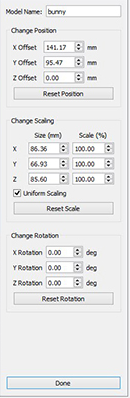 Model Name: bunny
Change Position
X Offset 141.17 mm
Y Offset 95.47 mm
Z Offset 0.00 mm
Reset Position
Change Scaling
Size (mm) Scale (%)
X 86.36 100.00
Y 66.93 100.00
Z 85.60 100.00
Uniform Scaling
Reset Scale
Change Rotation
X Rotation 0.00 deg
Y Rotation 0.00 deg
Z Rotation 0.00 deg
Reset Rotation
Done